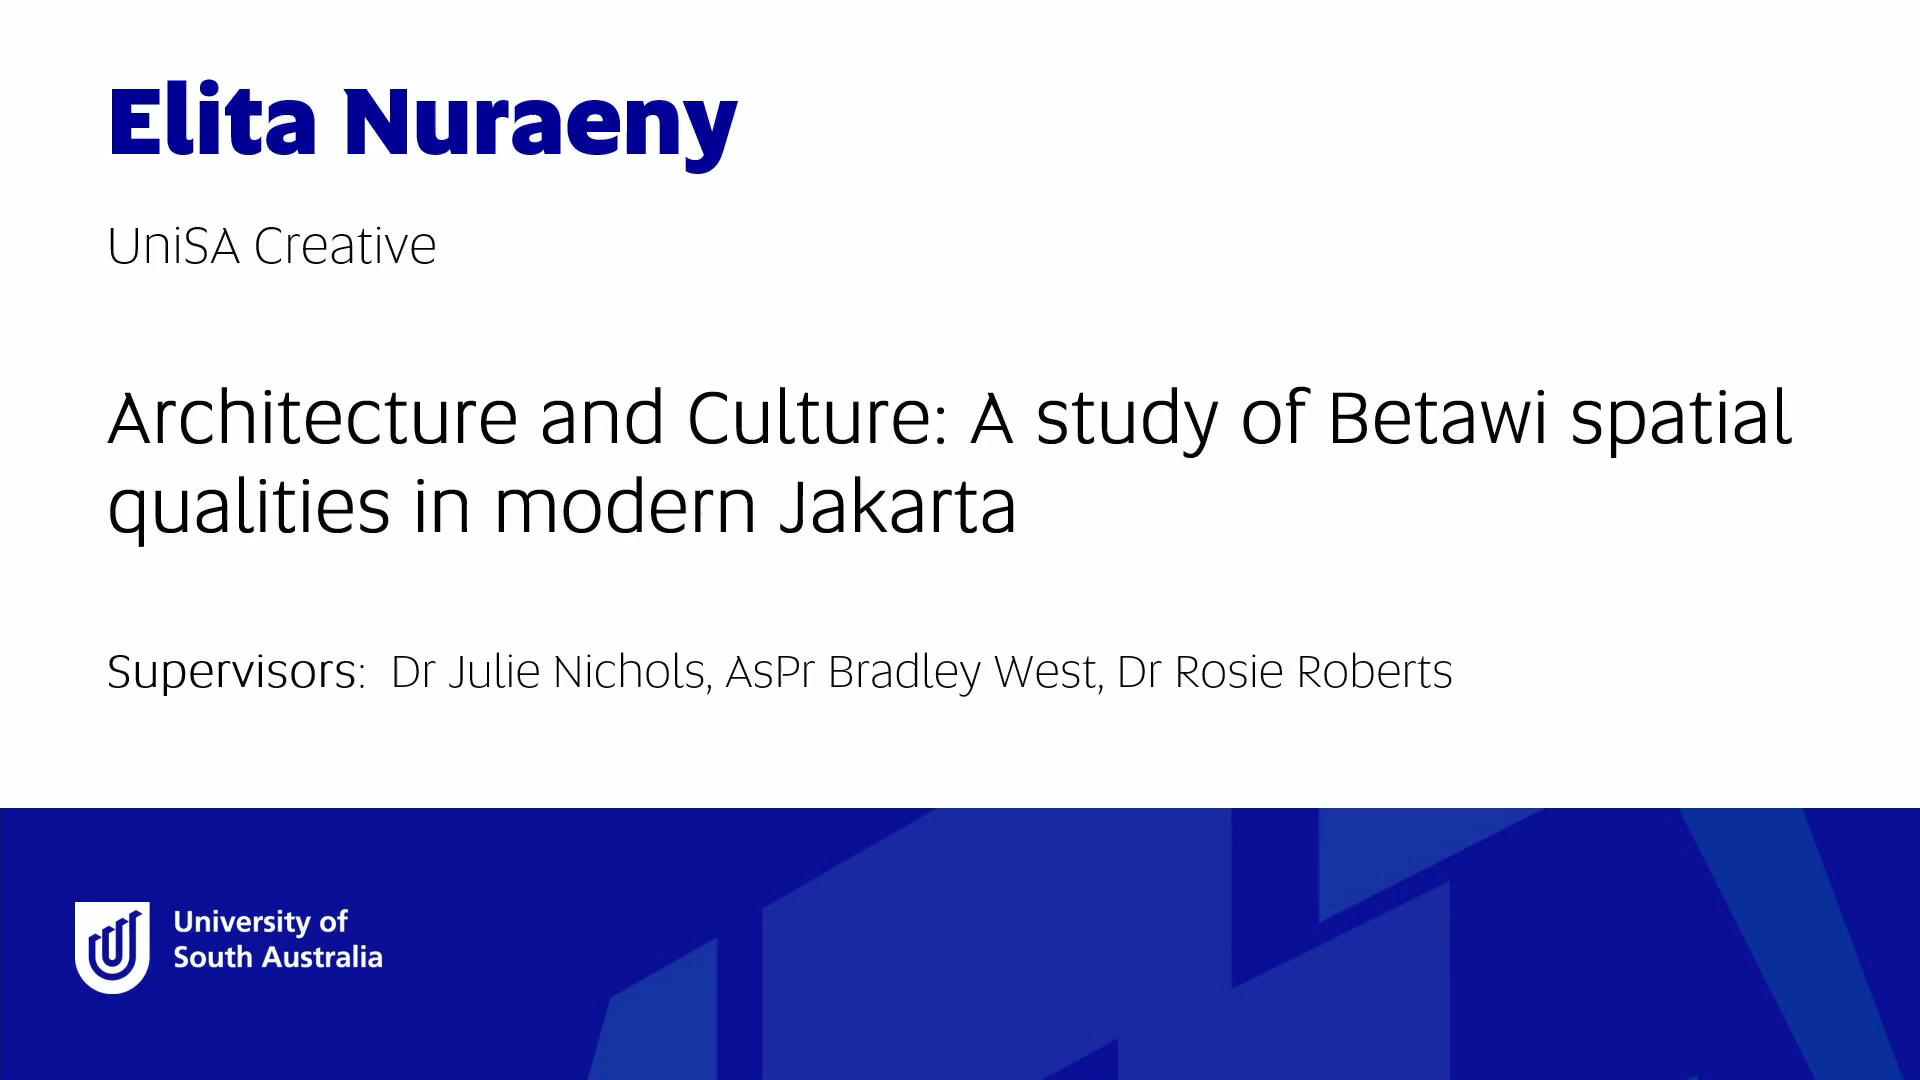 Elita Nuraeny
UniSA Creative
Architecture and Culture: A study of Betawi spatial
qualities in modern Jakarta
Supervisors: Dr Julie Nichols, AsPr Bradley West, Dr Rosie Roberts
University of
South Australia